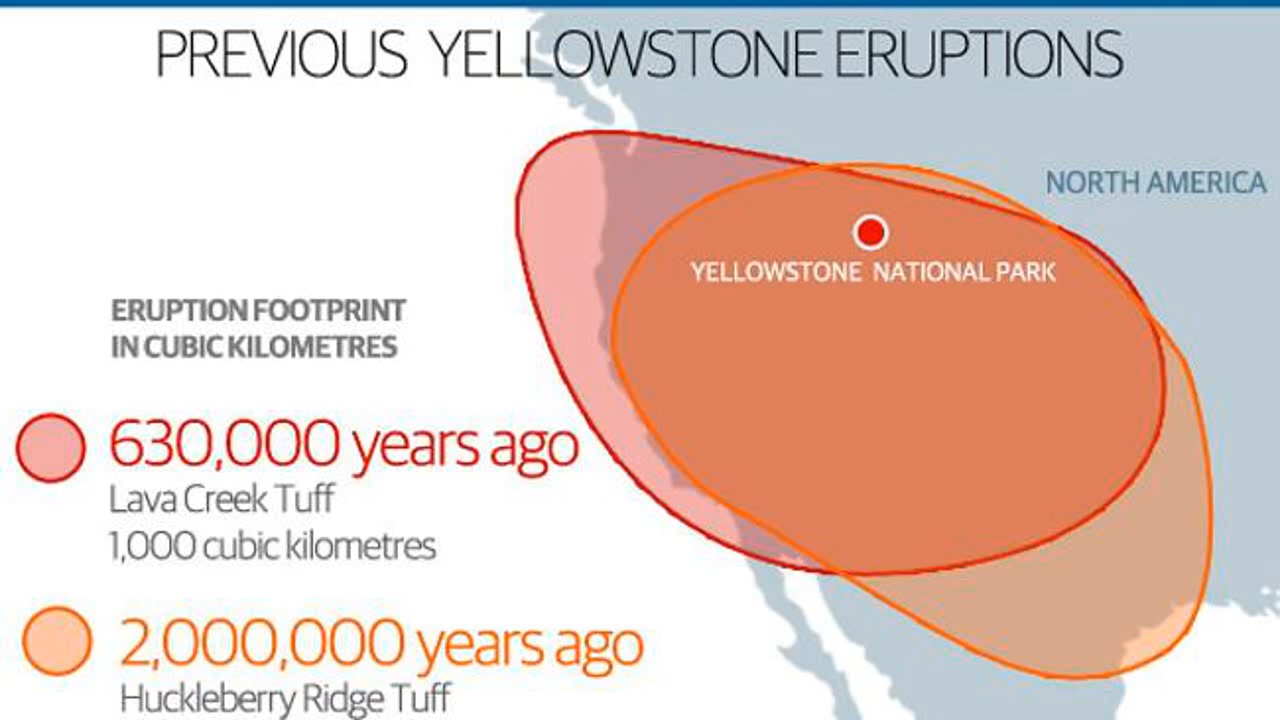 PREVIOUS YELLOWSTONE ERUPTIONS
NORTH AMERICA
YELLOWSTONE NATIONAL PARK
ERUPTION FOOTPRINT
IN CUBIC KILOMETRES
630,000 years ago
Lava Creek Tuff
1,000 cubic kilometres
2,000,000 years ago
Huckleberry Ridge Tuff